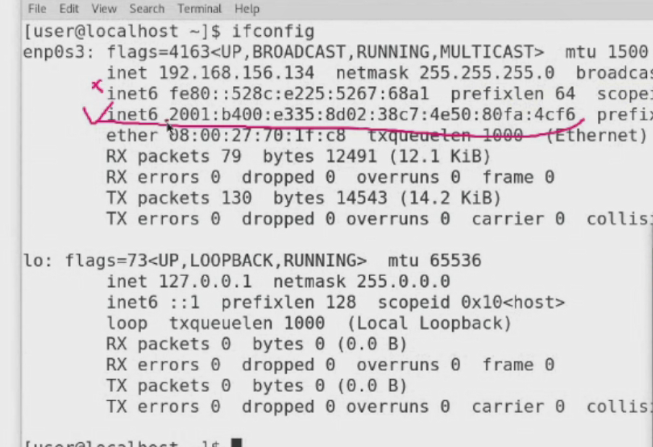 File Edit View Search Terminal Help
[user@localhost ~]$ ifconfig
enp0s3: flags=4163<UP,BROADCAST,RUNNING,MULTICAST> mtu 1500
inet 192.168.156.134 netmask 255.255.255.0 broadcas
inet6 fe80::528c:e225:5267:68a1 prefixlen 64 scopei
inet6 2001:b400:e335:8d02:38c7:4e50:80fa:4cf6 prefix
ether 08:00:27:70:1f:c8 txqueuelen 1000 (Ethernet)
RX packets 79 bytes 12491 (12.1 KiB)
RX errors 0 dropped 0 overruns 0 frame 0
TX packets 130 bytes 14543 (14.2 KiB)
TX errors 0 dropped 0 overruns 0 carrier 0 collis
lo: flags=73<UP,LOOPBACK,RUNNING> mtu 65536
inet 127.0.0.1 netmask 255.0.0.0
inet6 ::1 prefixlen 128 scopeid 0x10<host>
loop txqueuelen 1000 (Local Loopback)
RX packets 0 bytes 0 (0.0 B)
RX errors 0 dropped 0 overruns 0 frame 0
TX packets 0 bytes 0 (0.0 B)
TX errors 0 dropped 0 overruns 0 carrier 0 collis
[user@localhost ~]$